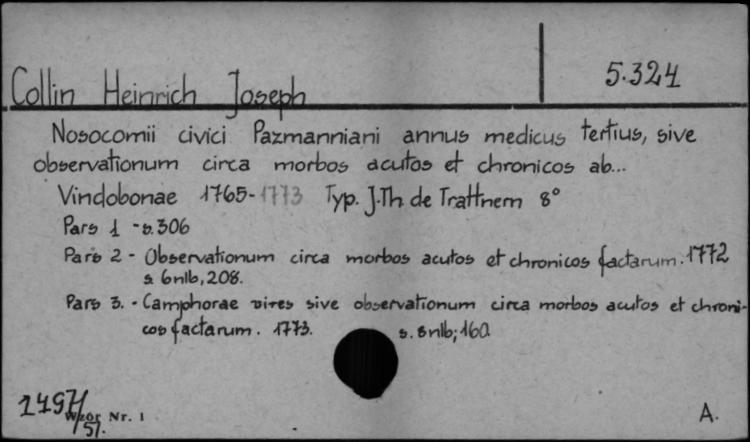 5.324
Collin Heinrich Joseph
Nosocomii civici Pazmanniani annus medicus tertius, sive
observationum circa morbos acutos et chronicos ab...
Vindobonae 1765-1773 Typ. J.Th. de Trattnern 8°
Pars 1 - s.306
Pars 2 - Observationum circa morbos acutos et chronicos factarum. 1772
s. 6nlb, 208.
Pars 3. - Camphorae vires sive observationum circa morbos acutos et chroni-
cos factarum. 1773. s. 8nlb; 160.
1497/51.
Wzór Nr. 1
A.